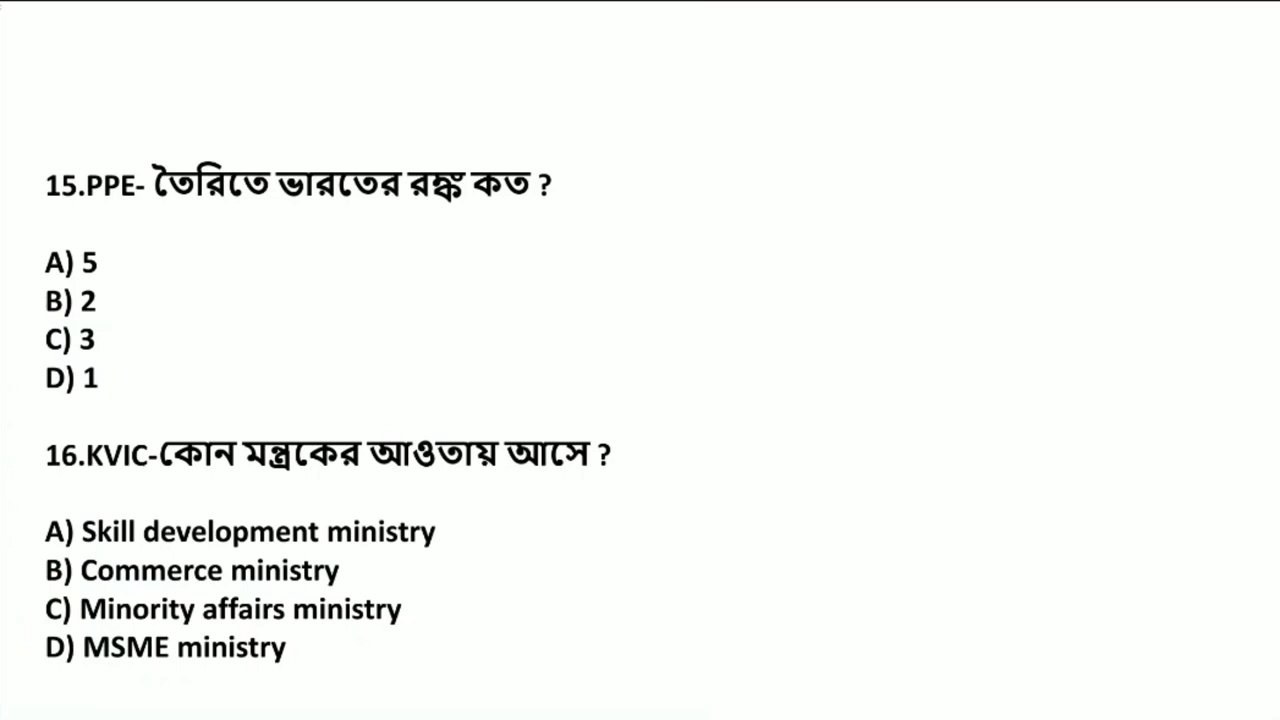 15.PPE- তৈরিতে ভারতের রঙ্ক কত ?
A) 5
B) 2
C) 3
D) 1
16.KVIC-কোন মন্ত্রকের আওতায় আসে ?
A) Skill development ministry
B) Commerce ministry
C) Minority affairs ministry
D) MSME ministry